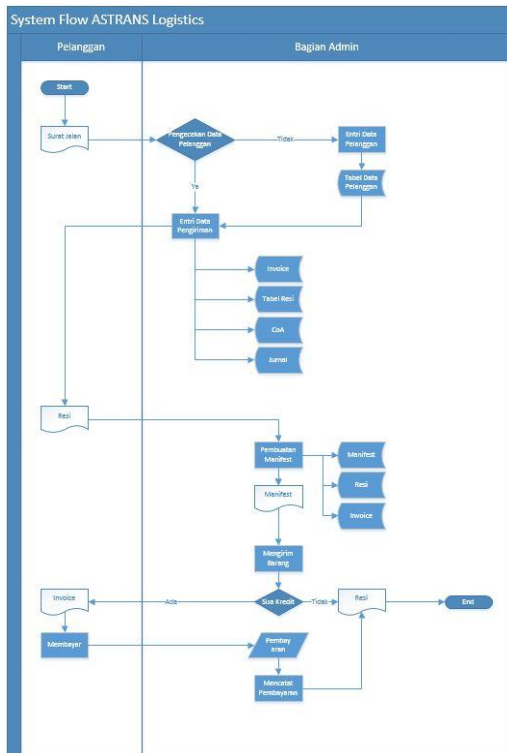 System Flow ASTRANS Logistics
Pelanggan
Bagian Admin
Start
Surat Jalan
Pengecekan Data
Pelanggan
Tidak
Entri Data
Pelanggan
Tabel Data
Pelanggan
Ya
Entri Data
Pengiriman
Invoice
Tabel Resi
CoA
Jurnal
Resi
Pembuatan
Manifest
Manifest
Manifest
Resi
Invoice
Mengirim
Barang
Invoice
Ada
Sisa Kredit
Tidak
Resi
End
Membayar
Pembay
aran
Mencatat
Pembayaran